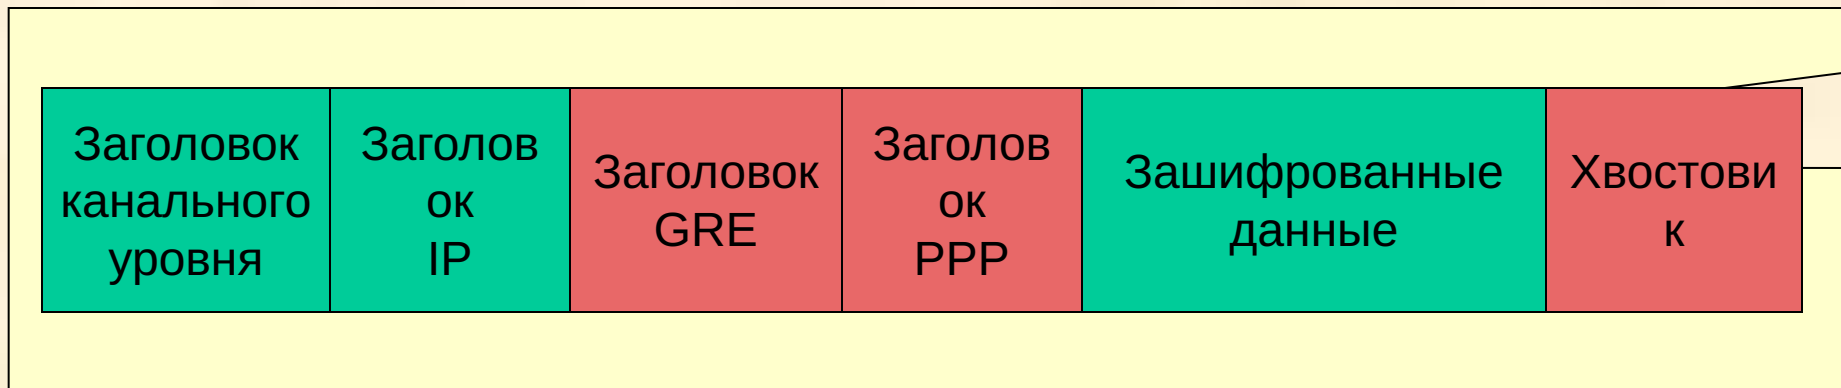 Заголовок
канального
уровня
Заголов
ок
IP
Заголовок
GRE
Заголов
ок
PPP
Зашифрованные
данные
Хвостови
к